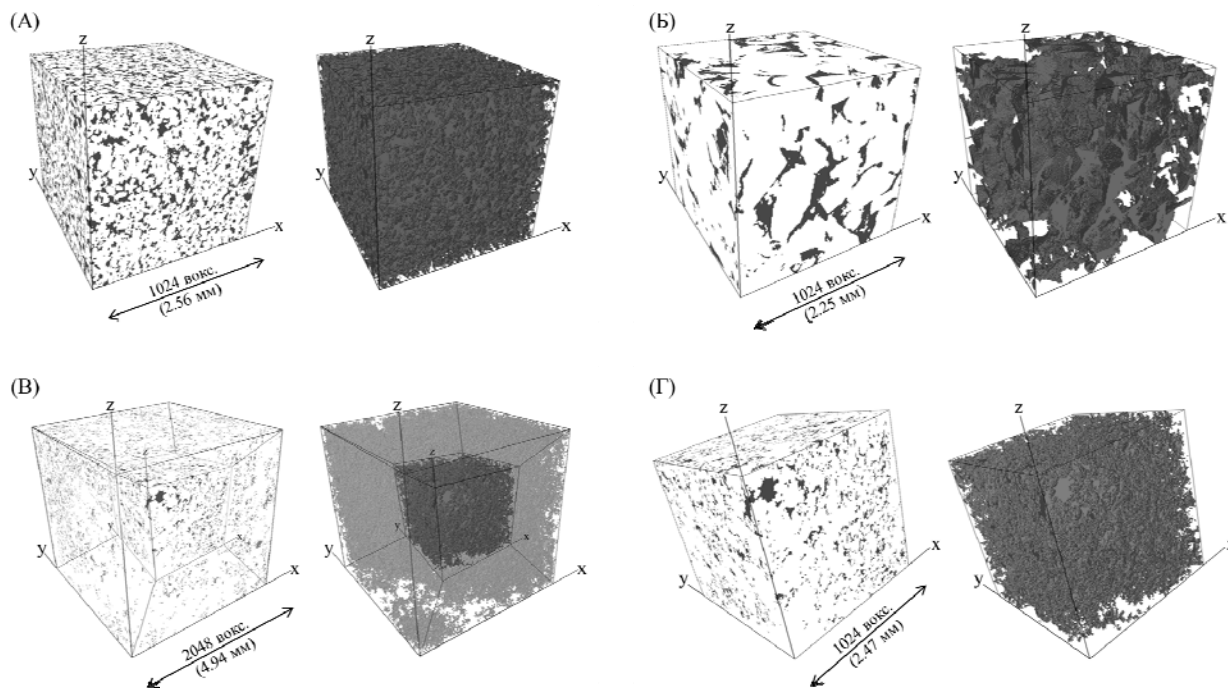 (А)
z
y
x
1024 вокс.
(2.56 мм)
z
y
x
(Б)
z
y
x
1024 вокс.
(2.25 мм)
z
y
x
(В)
z
z
y
y
x
x
2048 вокс.
(4.94 мм)
z
z
y
y
x
x
(Г)
z
y
x
1024 вокс.
(2.47 мм)
z
y
x